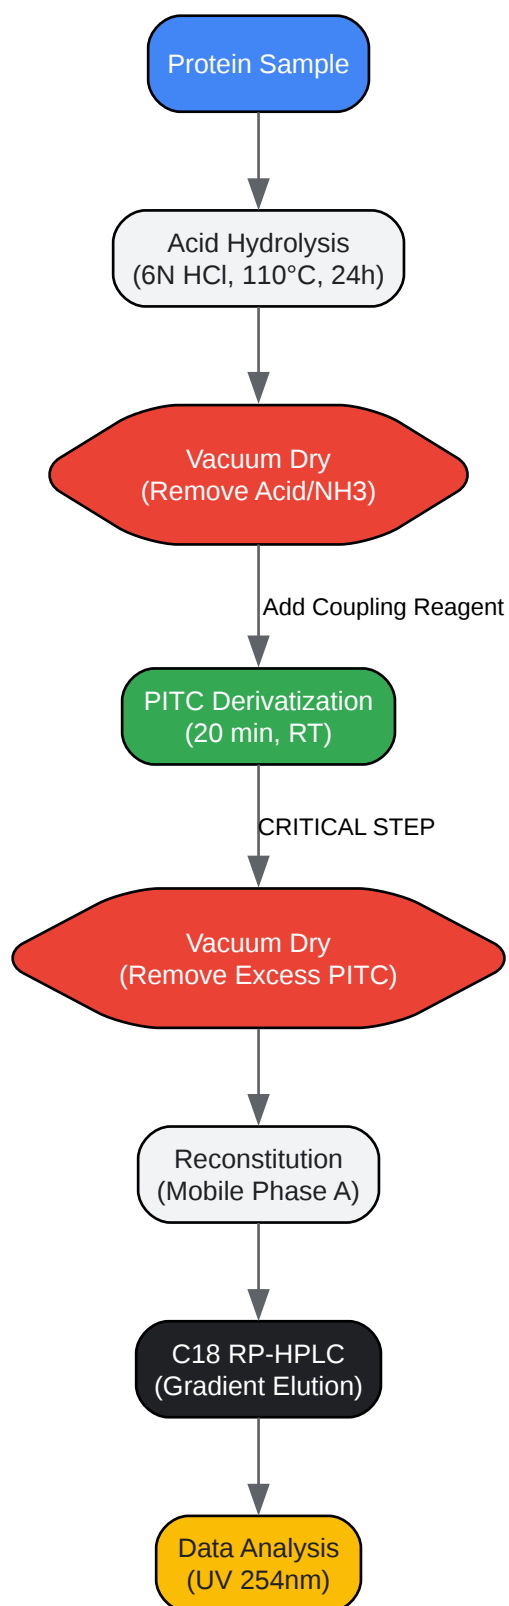 Protein Sample
Acid Hydrolysis
(6N HCl, 110°C, 24h)
Vacuum Dry
(Remove Acid/NH3)
Add Coupling Reagent
PITC Derivatization
(20 min, RT)
CRITICAL STEP
Vacuum Dry
(Remove Excess PITC)
Reconstitution
(Mobile Phase A)
C18 RP-HPLC
(Gradient Elution)
Data Analysis
(UV 254nm)